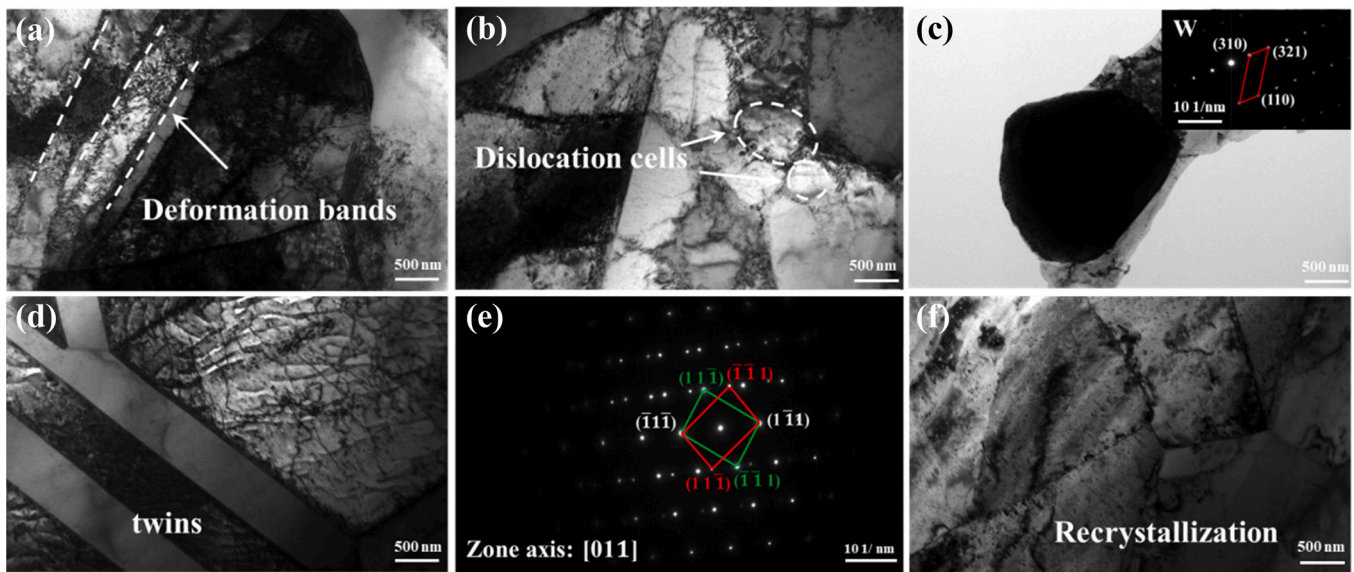 (a)
Deformation bands
500 nm
(b)
Dislocation cells
500 nm
(c)
W
(310)
(321)
(110)
10 1/nm
500 nm
(d)
twins
500 nm
(e)
(1 1 1̅)
(1̅ 1̅ 1)
(1̅ 1 1̅)
(1 1̅ 1)
(1 1 1̅)
(1̅ 1̅ 1)
Zone axis: [011]
10 1/ nm
(f)
Recrystallization
500 nm